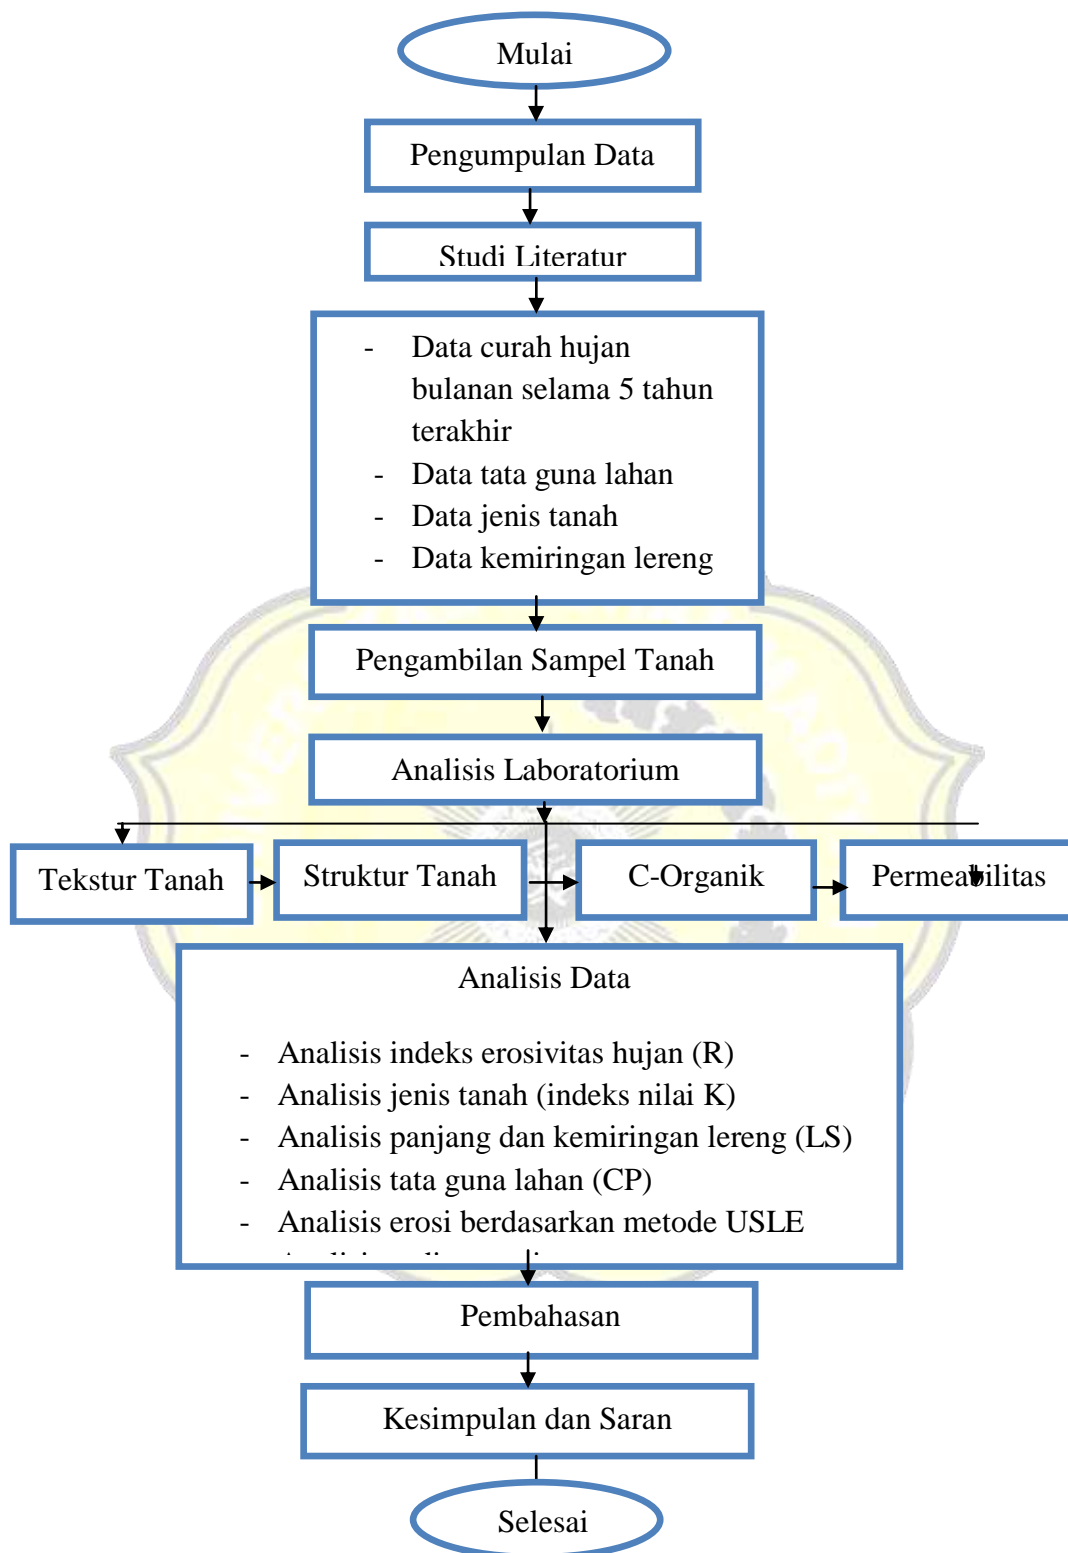 Mulai
Pengumpulan Data
Studi Literatur
- Data curah hujan
bulanan selama 5 tahun
terakhir
- Data tata guna lahan
- Data jenis tanah
- Data kemiringan lereng
Pengambilan Sampel Tanah
Analisis Laboratorium
Tekstur Tanah
Struktur Tanah
C-Organik
Permeabilitas
Analisis Data
- Analisis indeks erosivitas hujan (R)
- Analisis jenis tanah (indeks nilai K)
- Analisis panjang dan kemiringan lereng (LS)
- Analisis tata guna lahan (CP)
- Analisis erosi berdasarkan metode USLE
Pembahasan
Kesimpulan dan Saran
Selesai